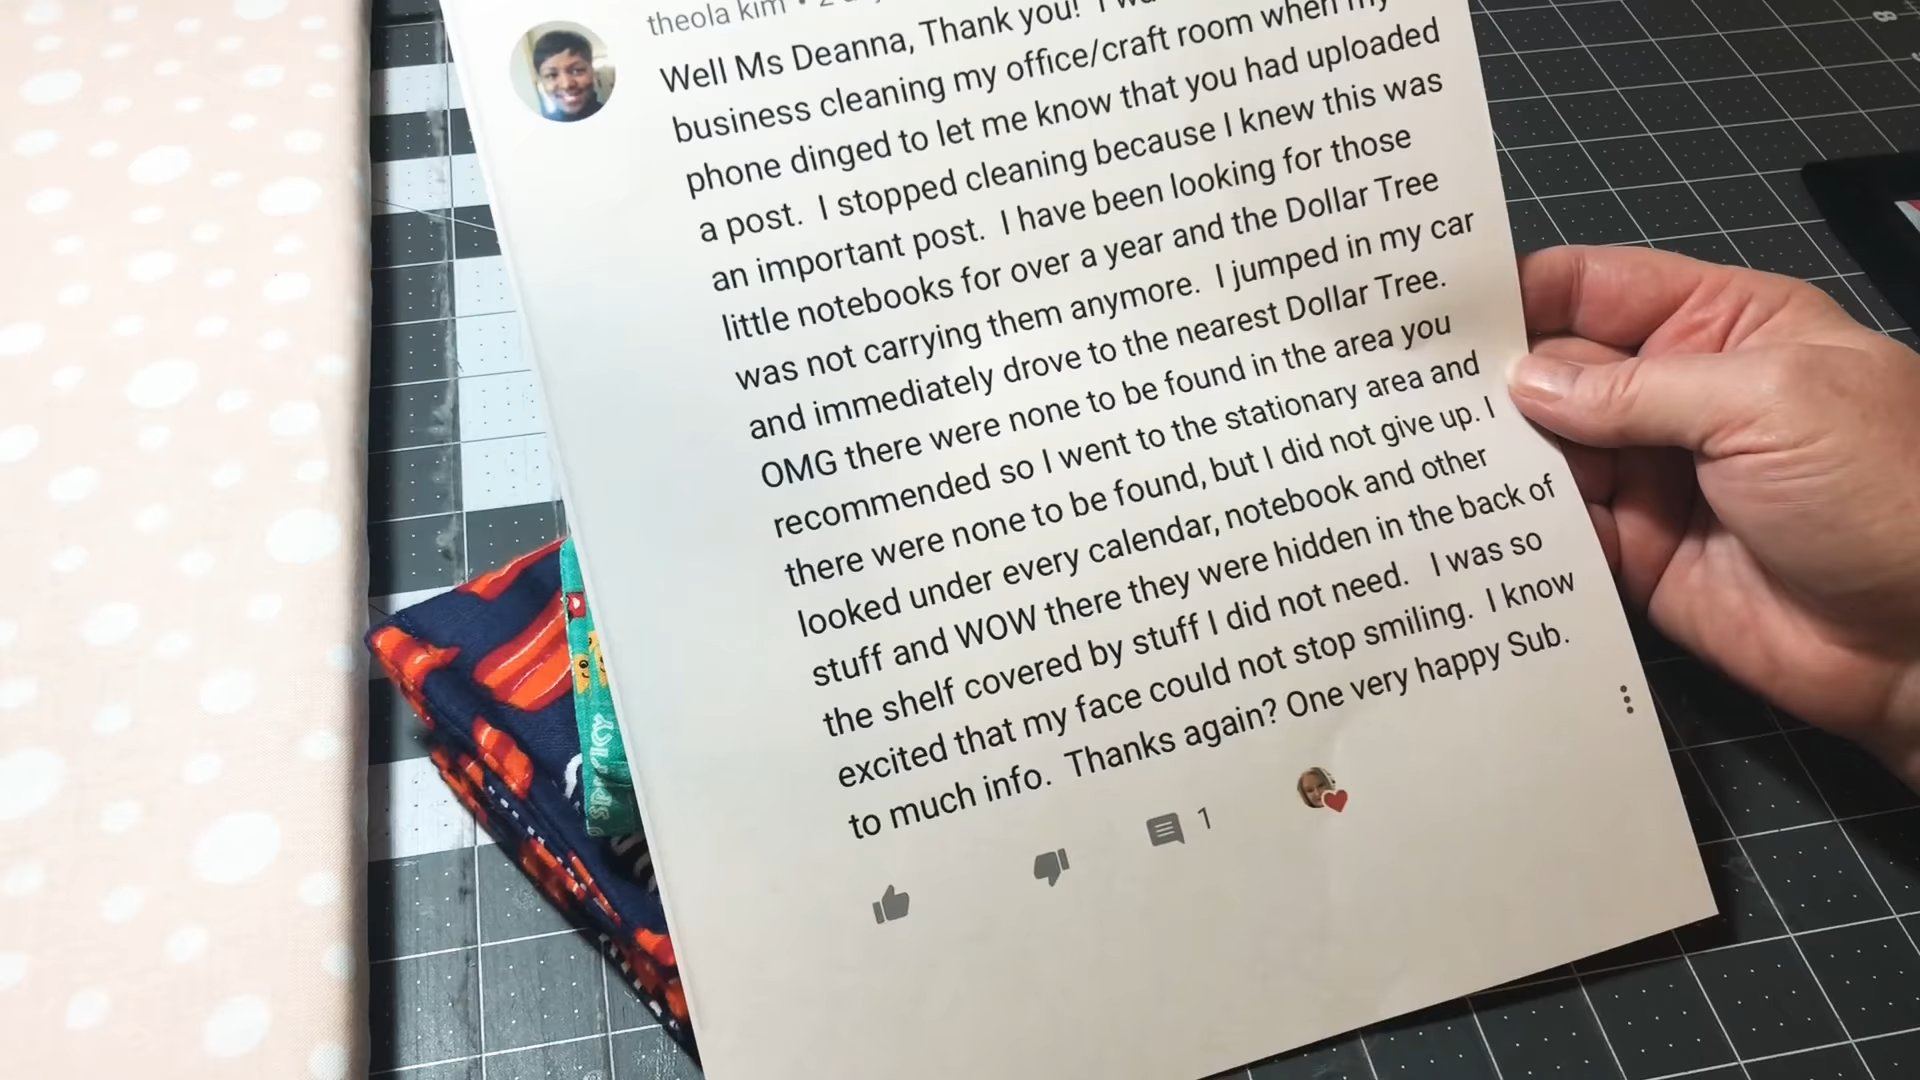 theola kim • 2
Well Ms Deanna, Thank you! I
business cleaning my office/craft room when my
phone dinged to let me know that you had uploaded
a post. I stopped cleaning because I knew this was
an important post. I have been looking for those
little notebooks for over a year and the Dollar Tree
was not carrying them anymore. I jumped in my car
and immediately drove to the nearest Dollar Tree.
OMG there were none to be found in the area you
recommended so I went to the stationary area and
there were none to be found, but I did not give up. I
looked under every calendar, notebook and other
stuff and WOW there they were hidden in the back of
the shelf covered by stuff I did not need. I was so
excited that my face could not stop smiling. I know
to much info. Thanks again? One very happy Sub.
1
SPICY
8